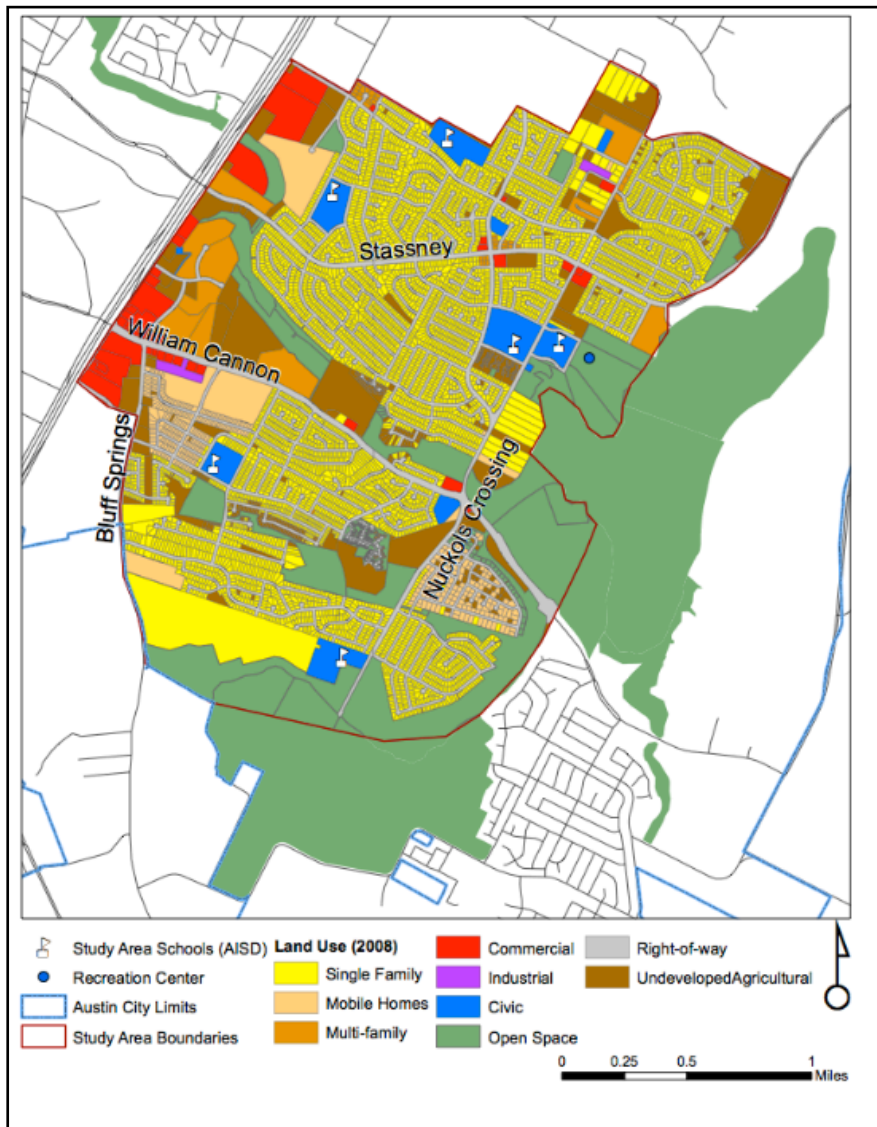 Stassney
William Cannon
Bluff Springs
Nuckols Crossing
Study Area Schools (AISD)
Recreation Center
Austin City Limits
Study Area Boundaries
Land Use (2008)
Single Family
Mobile Homes
Multi-family
Commercial
Industrial
Civic
Open Space
Right-of-way
UndevelopedAgricultural
0 0.25 0.5 1
Miles